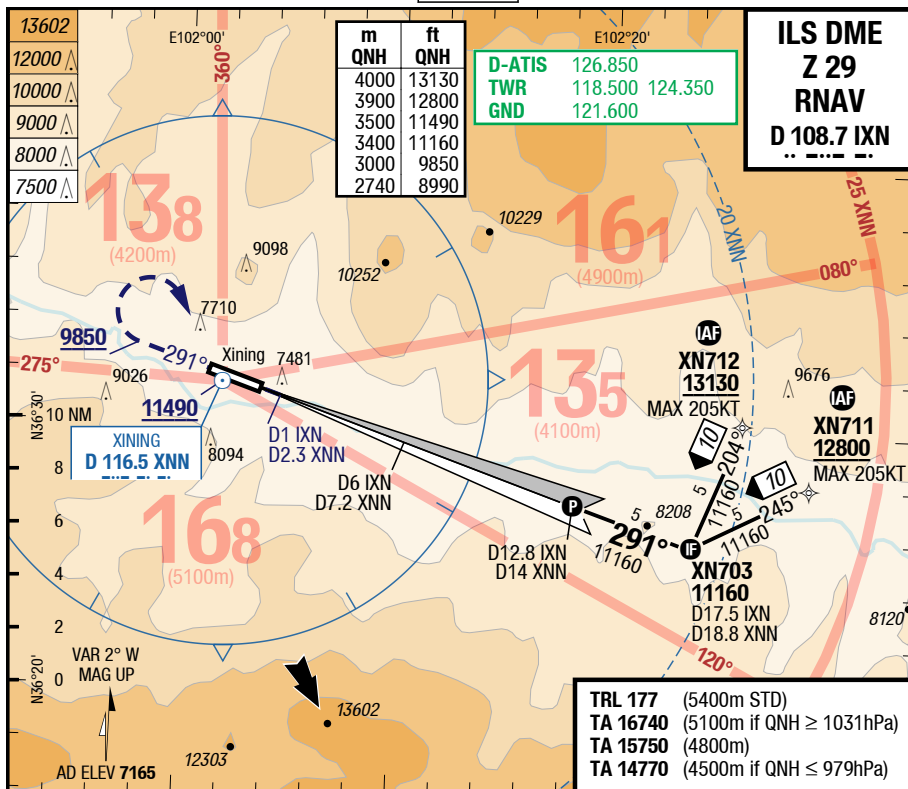 13602
12000
10000
9000
8000
7500
E102°00'
360°
m ft
QNH QNH
4000 13130
3900 12800
3500 11490
3400 11160
3000 9850
2740 8990
E102°20'
D-ATIS 126.850
TWR 118.500 124.350
GND 121.600
ILS DME
Z 29
RNAV
D 108.7 IXN
138
(4200m)
9098
10252
10229
161
(4900m)
20 XNN
25 XNN
080°
7710
9850
291°
Xining
7481
275°
9026
11490
N36°30'
10 NM
XINING
D 116.5 XNN
8094
D1 IXN
D2.3 XNN
135
(4100m)
IAF
XN712
13130
MAX 205KT
9676
IAF
XN711
12800
MAX 205KT
D6 IXN
D7.2 XNN
10
204°
5
11160
10
245°
5
11160
8
168
(5100m)
6
P
5
8208
291°
11160
IF
D12.8 IXN
D14 XNN
XN703
11160
D17.5 IXN
D18.8 XNN
4
2
8120
120°
VAR 2° W
MAG UP
N36°20'
0
13602
12303
AD ELEV 7165
TRL 177 (5400m STD)
TA 16740 (5100m if QNH ≥ 1031hPa)
TA 15750 (4800m)
TA 14770 (4500m if QNH ≤ 979hPa)